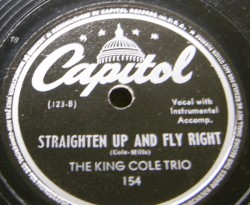 Capitol
(123-B)
Vocal with
Instrumental
Accomp.
STRAIGHTEN UP AND FLY RIGHT
(Cole-Mills)
THE KING COLE TRIO
154